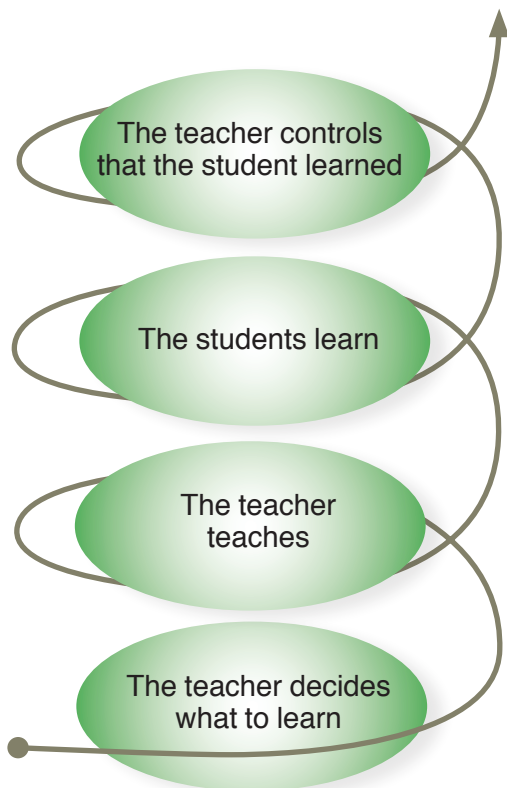 The teacher controls
that the student learned
The students learn
The teacher
teaches
The teacher decides
what to learn